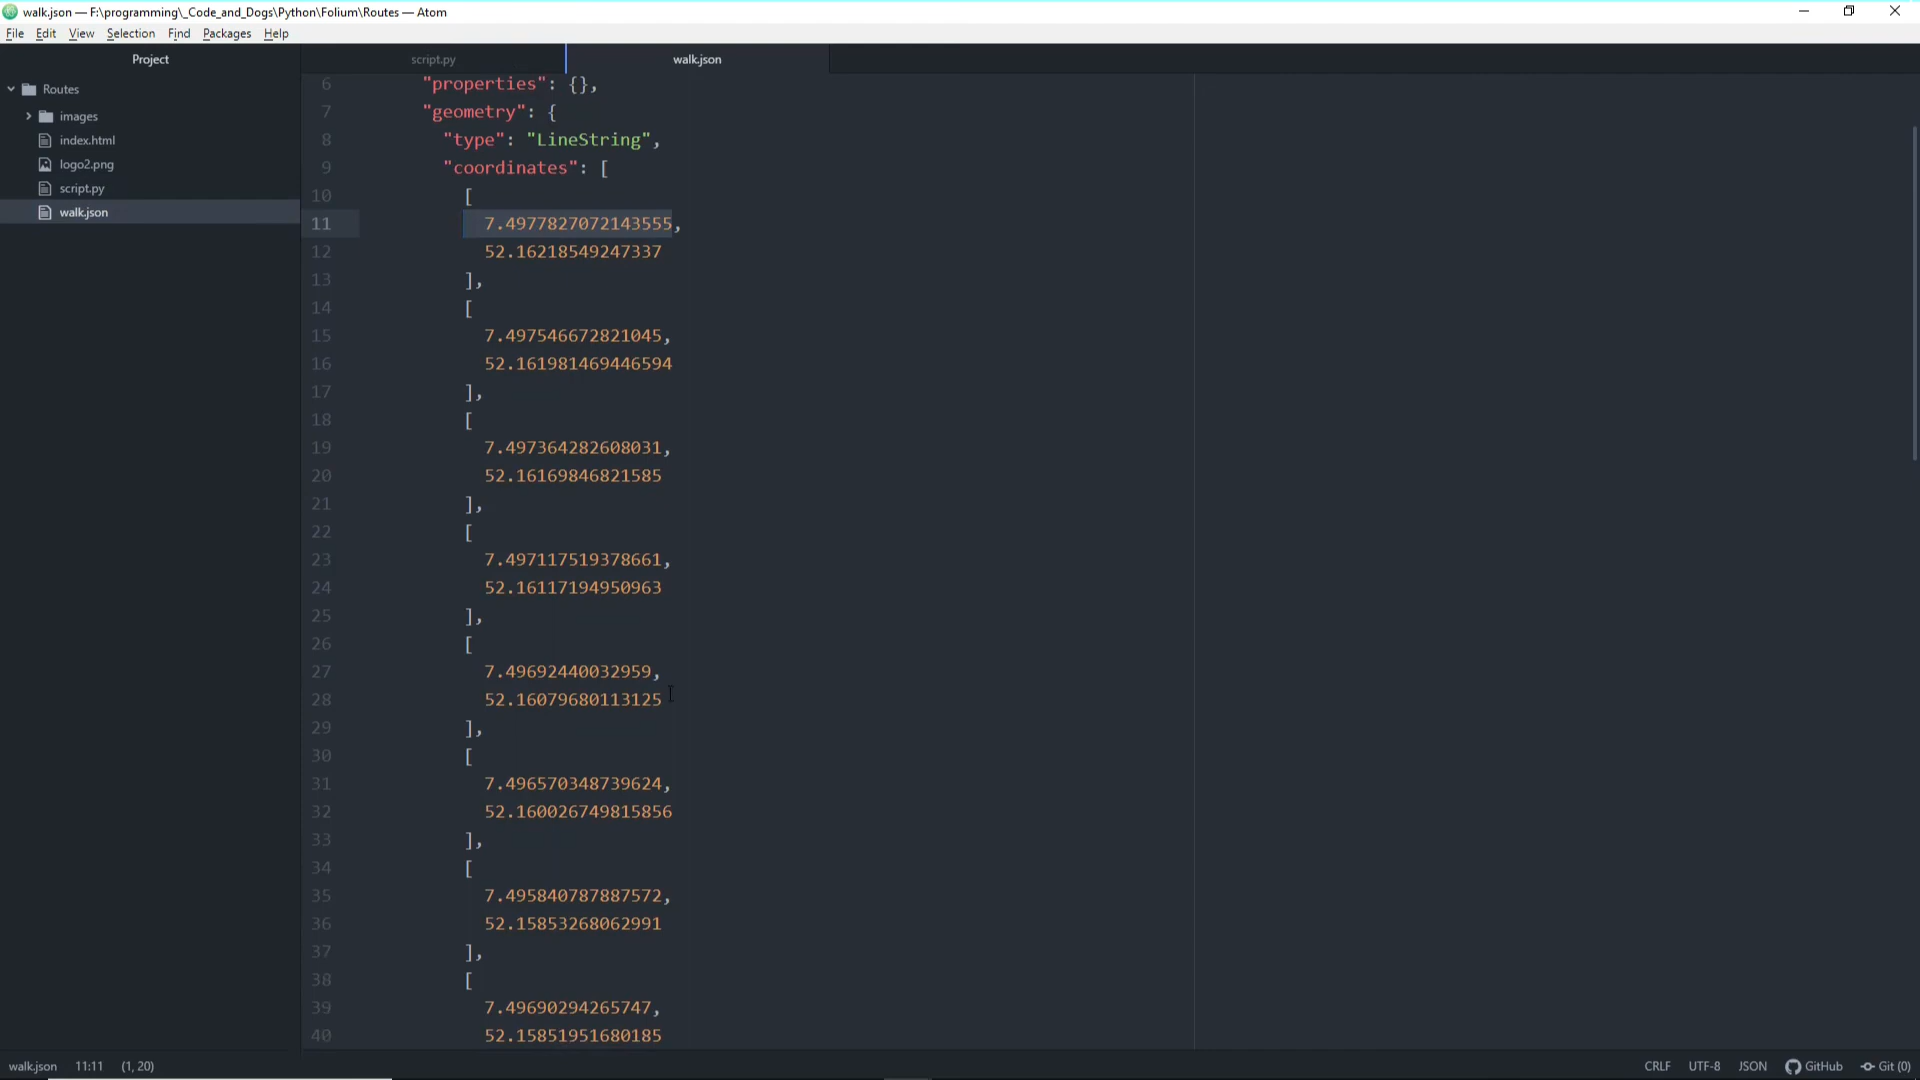 walk.json — F:\programming\_Code_and_Dogs\Python\Folium\Routes — Atom
File Edit View Selection Find Packages Help
Project
script.py
walk.json
Routes
images
index.html
logo2.png
script.py
walk.json
6 "properties": {},
7 "geometry": {
8 "type": "LineString",
9 "coordinates": [
10 [
11 7.4977827072143555,
12 52.16218549247337
13 ],
14 [
15 7.497546672821045,
16 52.161981469446594
17 ],
18 [
19 7.497364282608031,
20 52.16169846821585
21 ],
22 [
23 7.4971117519378661,
24 52.16117194950963
25 ],
26 [
27 7.49692440032959,
28 52.16079680113125
29 ],
30 [
31 7.496570348739624,
32 52.160026749815856
33 ],
34 [
35 7.495840787887572,
36 52.15853268062991
37 ],
38 [
39 7.49690294265747,
40 52.15851951680185
walk.json 11:11 (1, 20)
CRLF UTF-8 JSON GitHub Git (0)